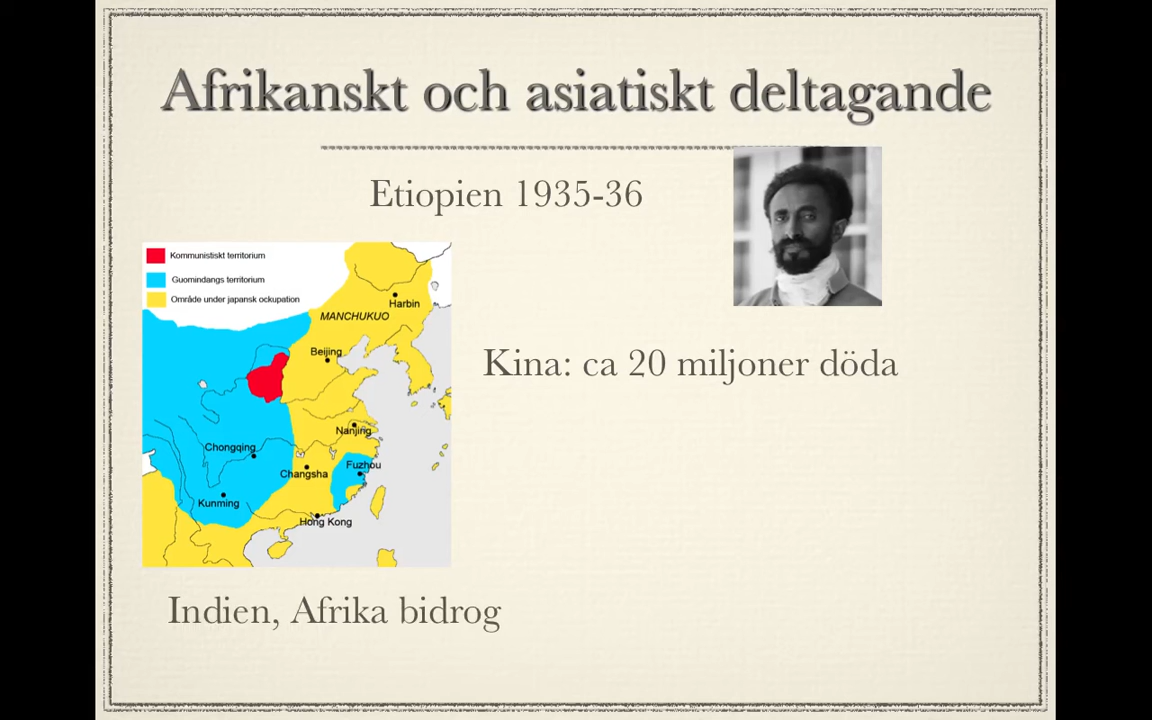 Afrikanskt och asiatiskt deltagande
Etiopien 1935-36
Kommunistiskt territorium
Guomindangs territorium
Område under japansk ockupation
Harbin
MANCHUKUO
Beijing
Nanjing
Chongqing
Fuzhou
Changsha
Kunming
Hong Kong
Kina: ca 20 miljoner döda
Indien, Afrika bidrog